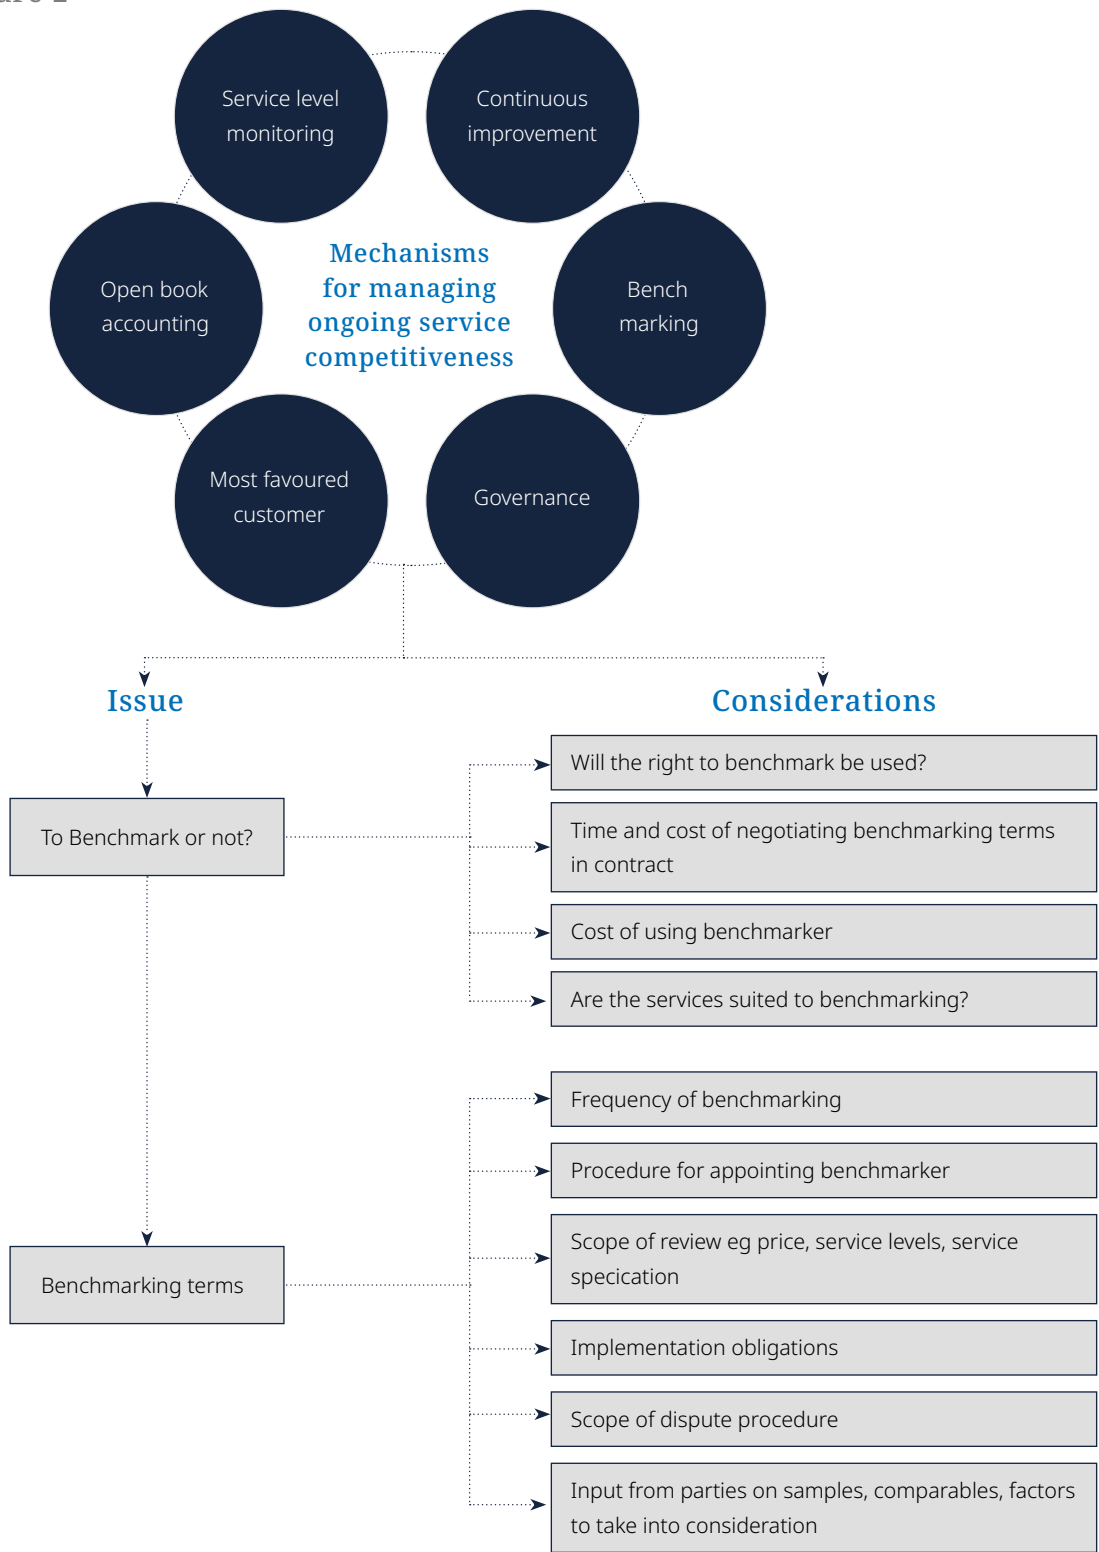 Service level
monitoring
Continuous
improvement
Open book
accounting
Mechanisms
for managing
ongoing service
competitiveness
Bench
marking
Most favoured
customer
Governance
Issue
Considerations
To Benchmark or not?
Will the right to benchmark be used?
Time and cost of negotiating benchmarking terms
in contract
Cost of using benchmarker
Are the services suited to benchmarking?
Benchmarking terms
Frequency of benchmarking
Procedure for appointing benchmarker
Scope of review eg price, service levels, service
specication
Implementation obligations
Scope of dispute procedure
Input from parties on samples, comparables, factors
to take into consideration